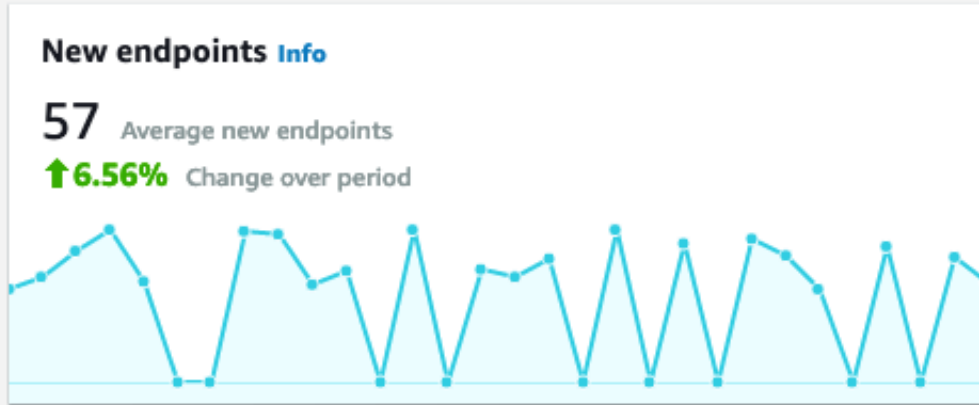 New endpoints Info
57 Average new endpoints
⬆6.56% Change over period